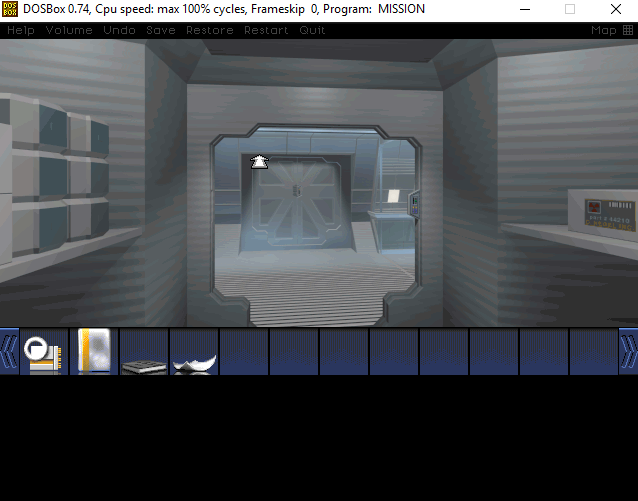 DOSBox 0.74, Cpu speed: max 100% cycles, Frameskip 0, Program: MISSION
Help Volume Undo Save Restore Restart Quit Map